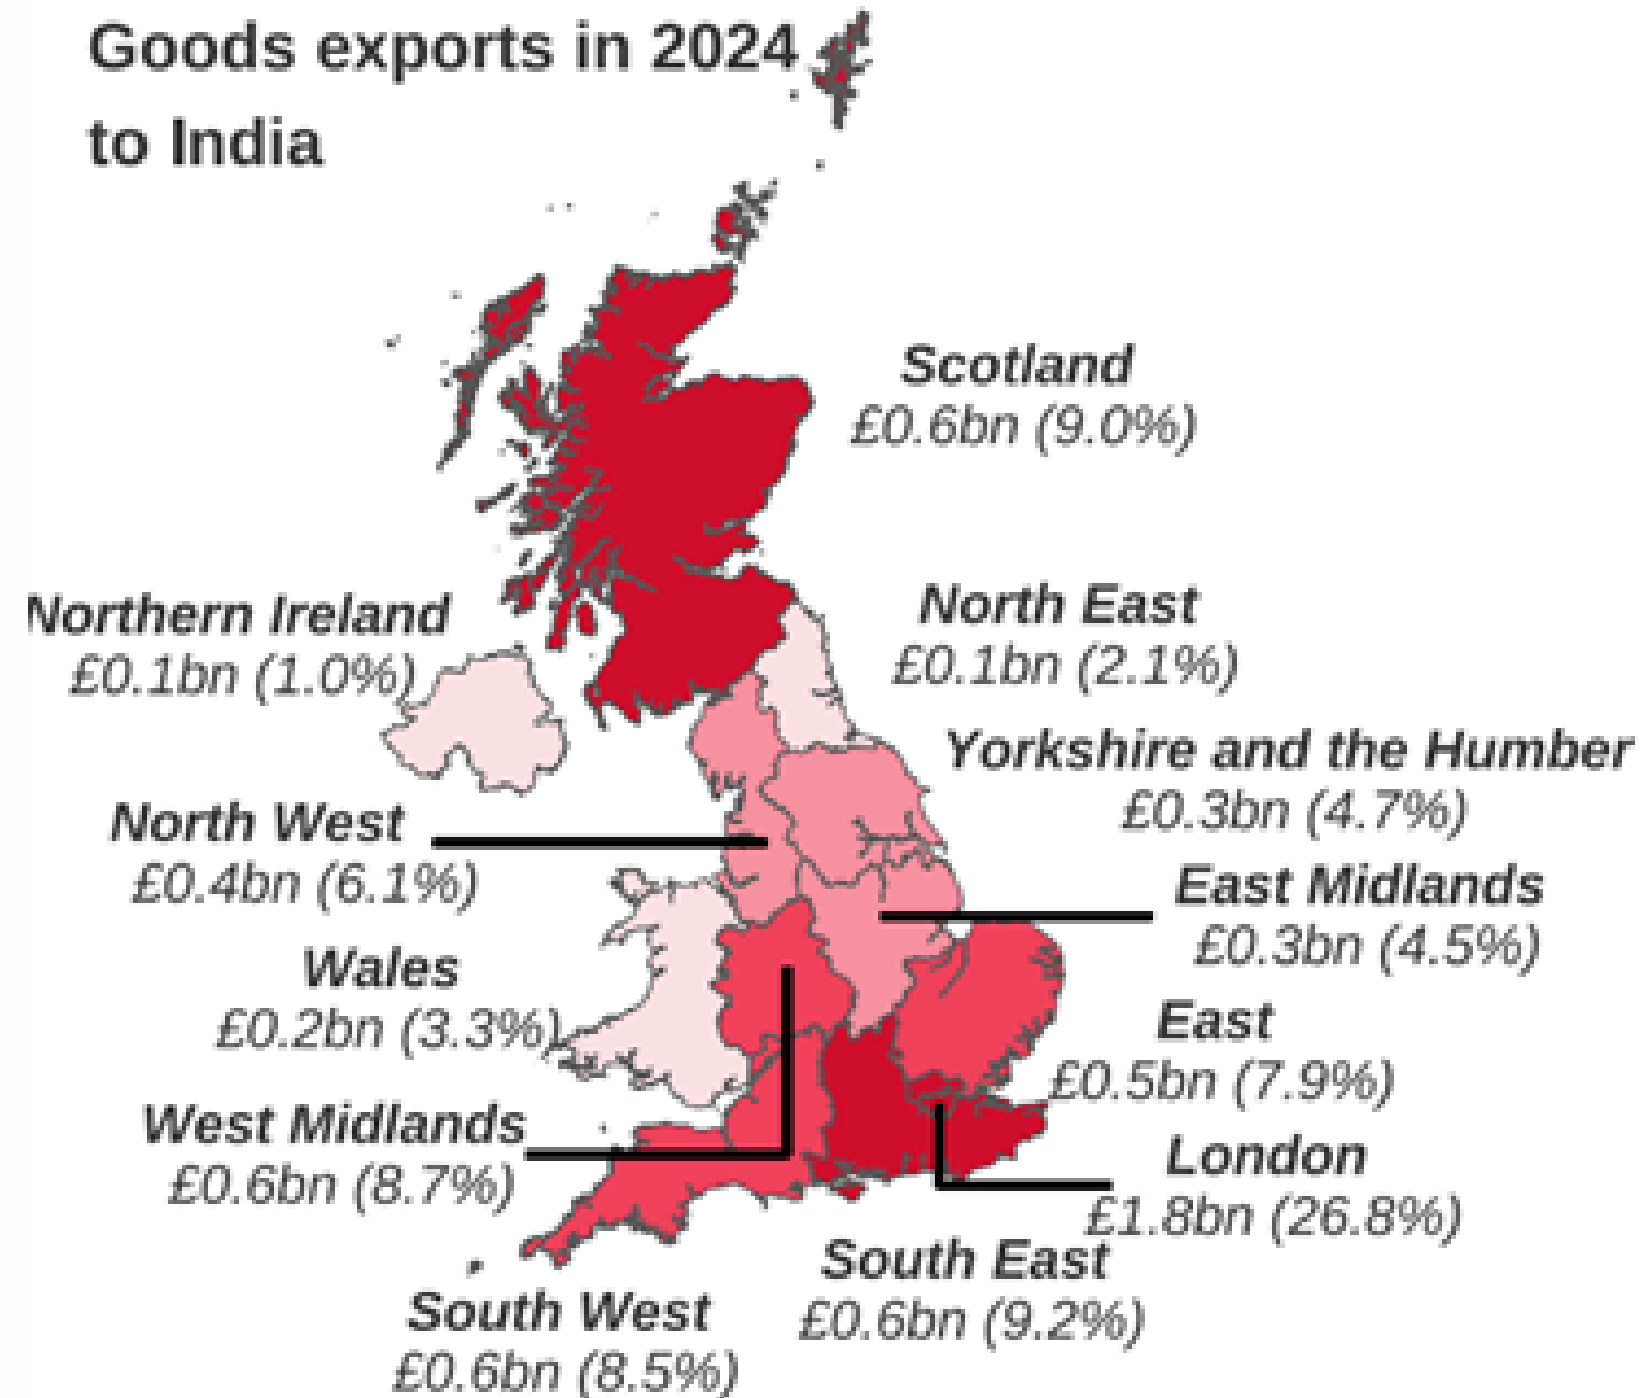 Goods exports in 2024
to India
Scotland
£0.6bn (9.0%)
Northern Ireland
£0.1bn (1.0%)
North East
£0.1bn (2.1%)
Yorkshire and the Humber
£0.3bn (4.7%)
North West
£0.4bn (6.1%)
East Midlands
£0.3bn (4.5%)
Wales
£0.2bn (3.3%)
East
£0.5bn (7.9%)
West Midlands
£0.6bn (8.7%)
London
£1.8bn (26.8%)
South East
£0.6bn (9.2%)
South West
£0.6bn (8.5%)